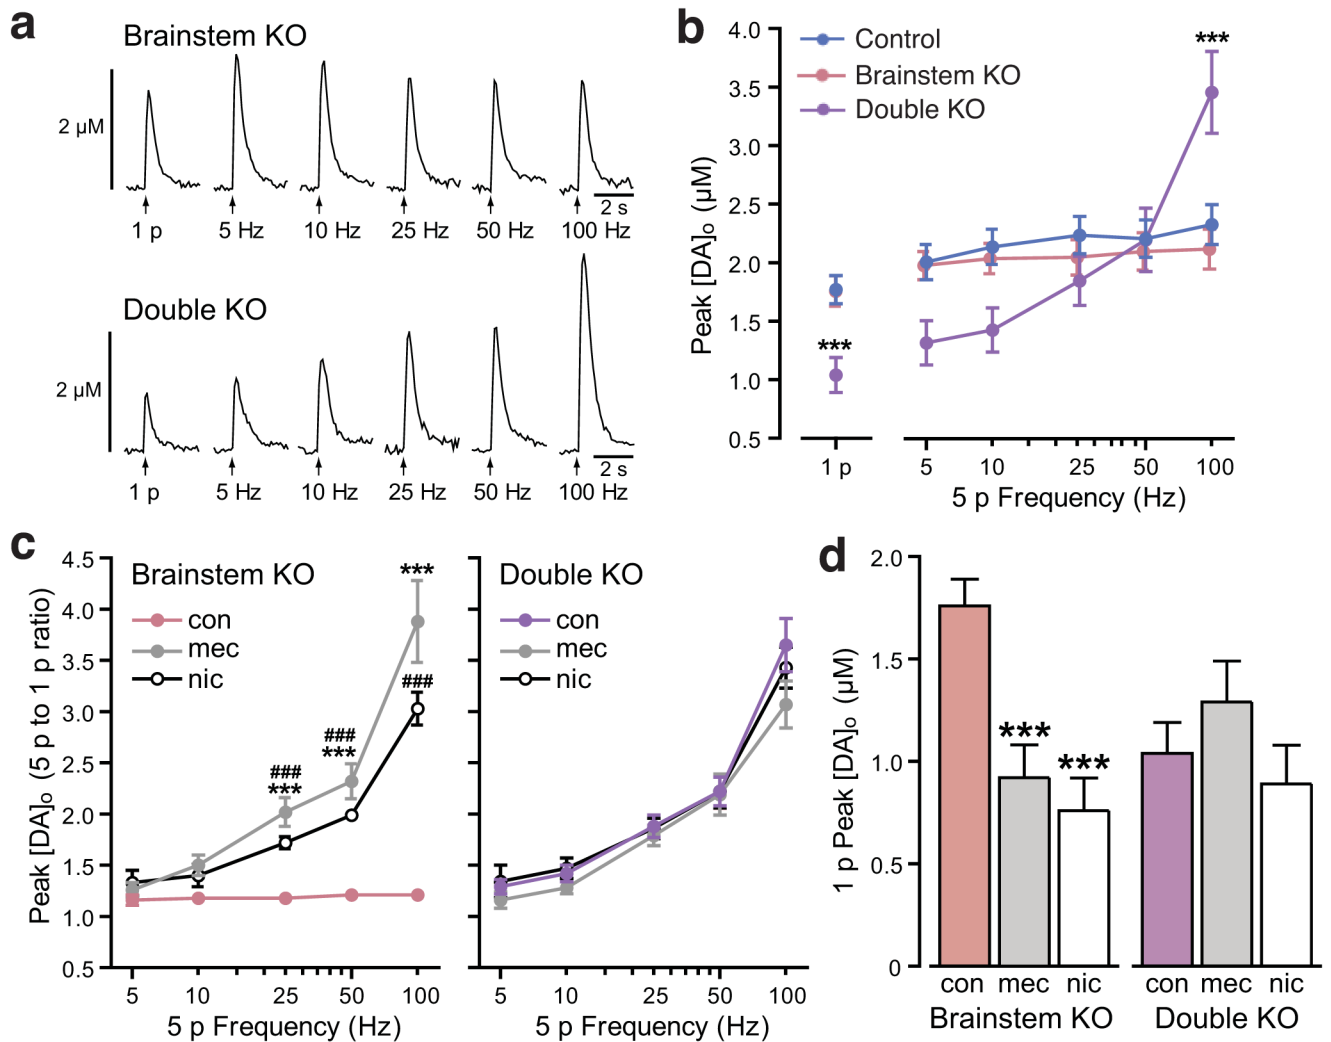 a
Brainstem KO
2 µM
2 s
1 p 5 Hz 10 Hz 25 Hz 50 Hz 100 Hz
Double KO
2 µM
2 s
1 p 5 Hz 10 Hz 25 Hz 50 Hz 100 Hz
b
Control
Brainstem KO
Double KO
***
***
Peak [DA]o (µM)
4.0
3.5
3.0
2.5
2.0
1.5
1.0
0.5
1 p 5 10 25 50 100
5 p Frequency (Hz)
c
Peak [DA]o (5 p to 1 p ratio)
4.5
4.0
3.5
3.0
2.5
2.0
1.5
1.0
0.5
Brainstem KO
con
mec
nic
***
###
###
***
###
***
5 10 25 50 100
5 p Frequency (Hz)
Double KO
con
mec
nic
5 10 25 50 100
5 p Frequency (Hz)
d
1 p Peak [DA]o (µM)
2.0
1.5
1.0
0.5
0
***
***
con mec nic con mec nic
Brainstem KO Double KO